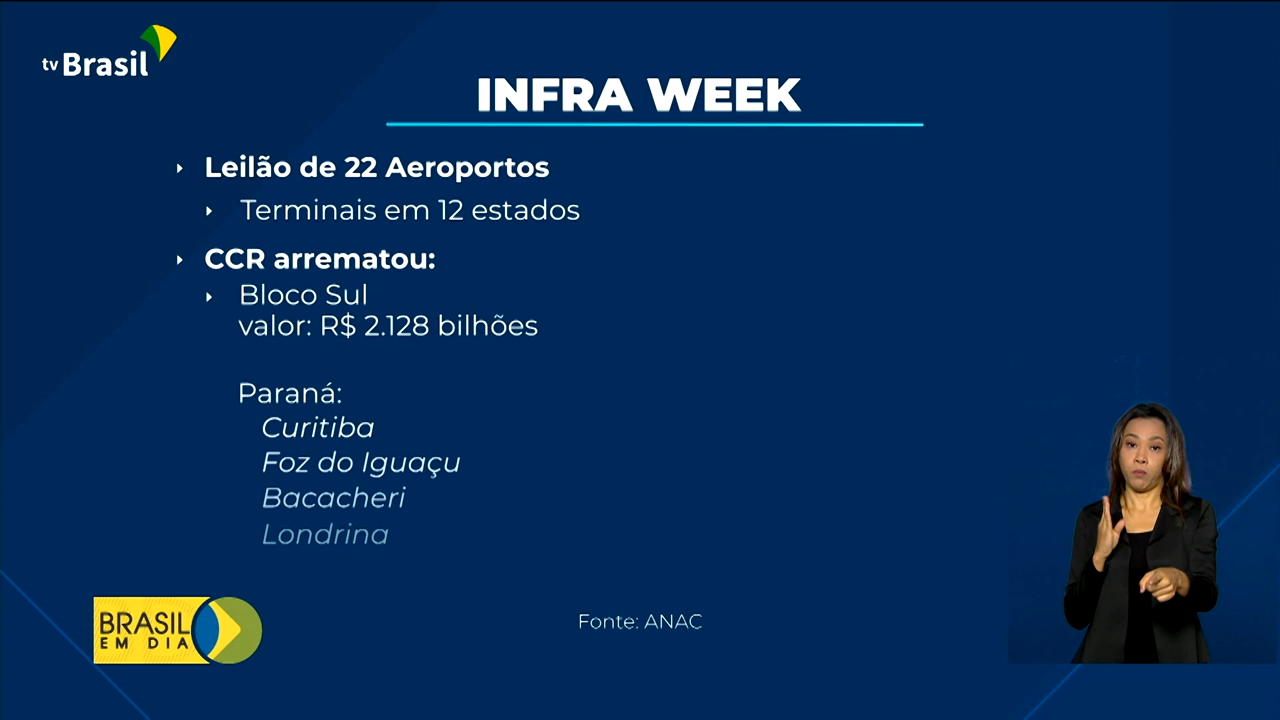 tv Brasil
INFRA WEEK
Leilão de 22 Aeroportos
Terminais em 12 estados
CCR arrematou:
Bloco Sul
valor: R$ 2.128 bilhões
Paraná:
Curitiba
Foz do Iguaçu
Bacacheri
Londrina
BRASIL
EM DIA
Fonte: ANAC